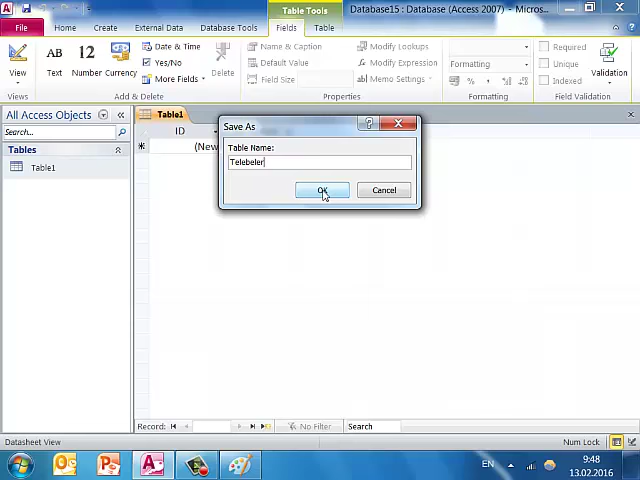 Table Tools
Database15 : Database (Access 2007) - Micros...
File
Home
Create
External Data
Database Tools
Fields
Table
View
AB
Text
12
Number
Currency
Date & Time
Yes/No
More Fields
Delete
Name & Caption
Default Value
Field Size
Modify Lookups
Modify Expression
Memo Settings
Formatting
Required
Unique
Indexed
Validation
Views
Add & Delete
Properties
Formatting
Field Validation
All Access Objects
Search...
Tables
Table1
Table1
ID
(New
Save As
Table Name:
Telebeler
OK
Cancel
Record:
No Filter
Search
Datasheet View
Num Lock
EN
9:48
13.02.2016